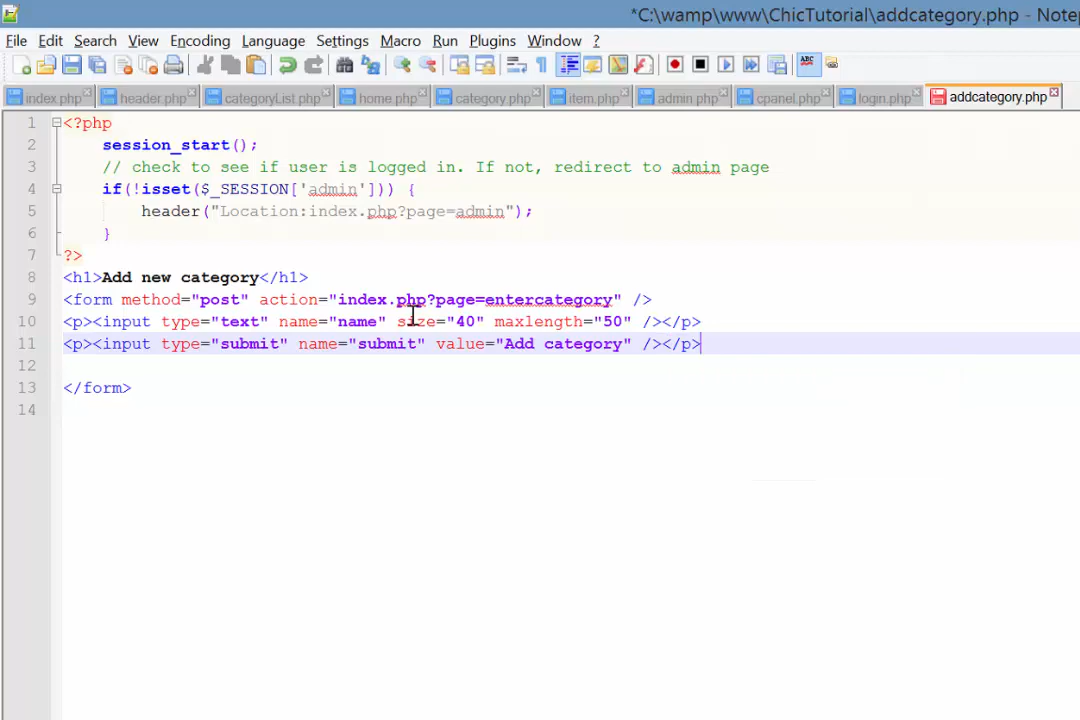 *C:\wamp\www\ChicTutorial\addcategory.php - Note
File Edit Search View Encoding Language Settings Macro Run Plugins Window ?
index.php header.php categoryList.php home.php category.php item.php admin.php cpanel.php login.php addcategory.php
1 <?php
2 session_start();
3 // check to see if user is logged in. If not, redirect to admin page
4 if(!isset($_SESSION['admin'])) {
5 header("Location:index.php?page=admin");
6 }
7 ?>
8 <h1>Add new category</h1>
9 <form method="post" action="index.php?page=entercategory" />
10 <p><input type="text" name="name" size="40" maxlength="50" /></p>
11 <p><input type="submit" name="submit" value="Add category" /></p>
12
13 </form>
14